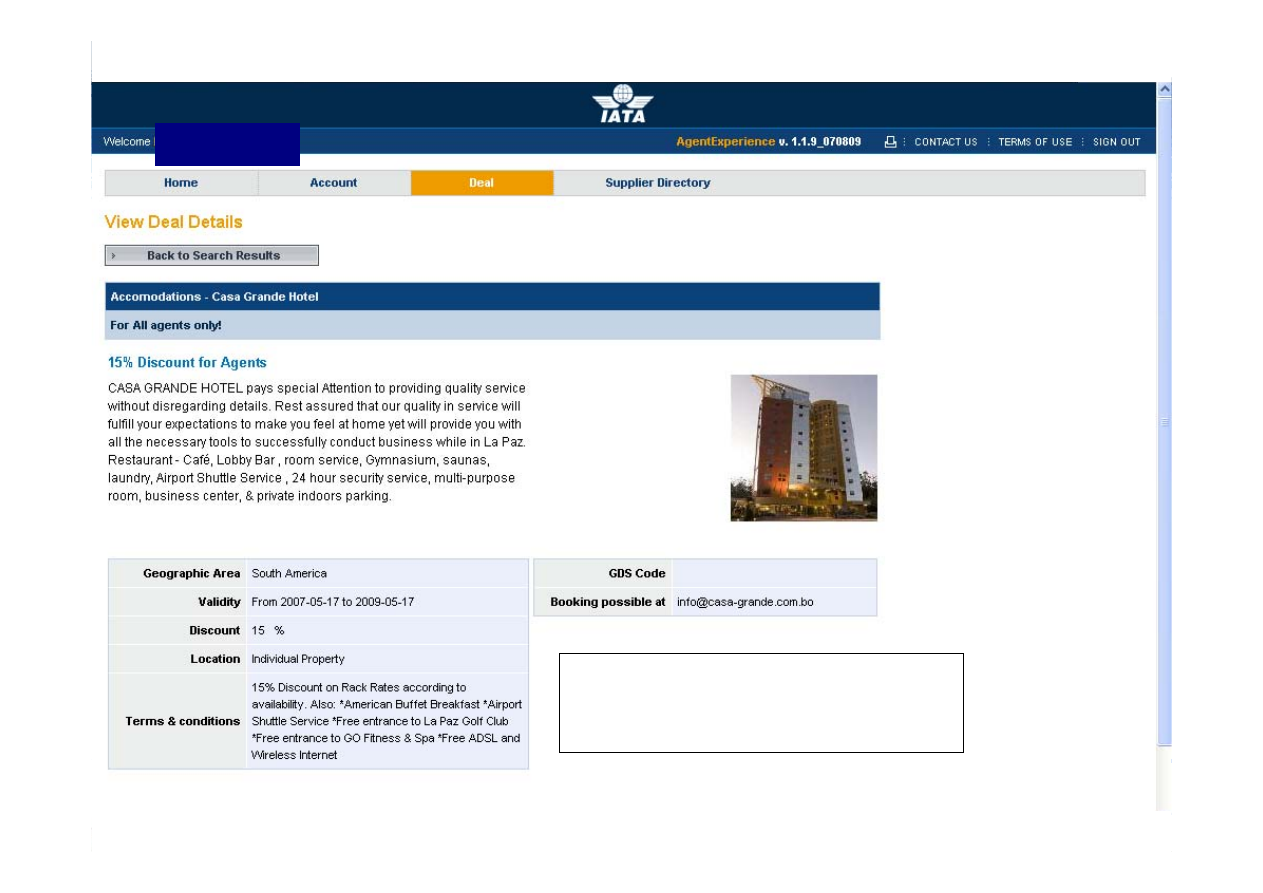 IATA
Welcome
AgentExperience v. 1.1.9_070809
CONTACT US
TERMS OF USE
SIGN OUT
Home
Account
Deal
Supplier Directory
View Deal Details
Back to Search Results
Accomodations - Casa Grande Hotel
For All agents only!
15% Discount for Agents
CASA GRANDE HOTEL pays special Attention to providing quality service
without disregarding details. Rest assured that our quality in service will
fulfill your expectations to make you feel at home yet will provide you with
all the necessary tools to successfully conduct business while in La Paz.
Restaurant - Café, Lobby Bar , room service, Gymnasium, saunas,
laundry, Airport Shuttle Service , 24 hour security service, multi-purpose
room, business center, & private indoors parking.
Geographic Area South America
Validity From 2007-05-17 to 2009-05-17
Discount 15 %
Location Individual Property
Terms & conditions
15% Discount on Rack Rates according to
availability. Also: *American Buffet Breakfast *Airport
Shuttle Service *Free entrance to La Paz Golf Club
*Free entrance to GO Fitness & Spa *Free ADSL and
Wireless Internet
GDS Code
Booking possible at info@casa-grande.com.bo